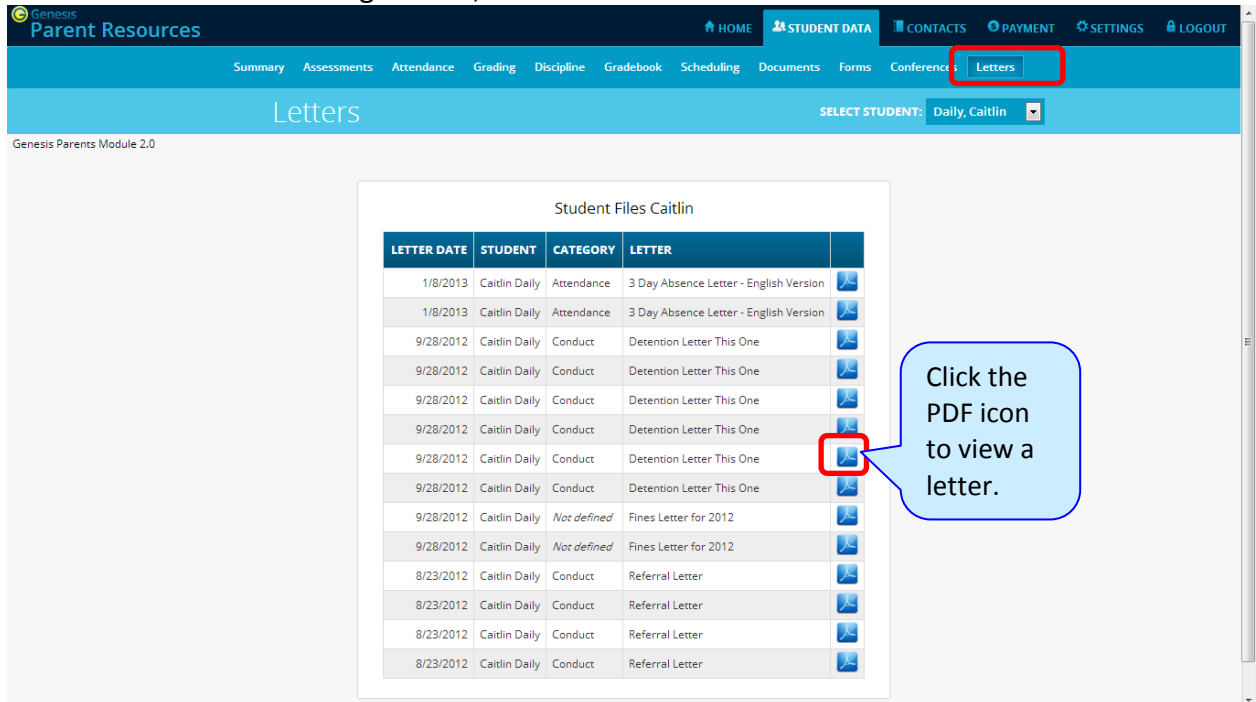 Genesis
Parent Resources
HOME STUDENT DATA CONTACTS PAYMENT SETTINGS LOGOUT
Summary Assessments Attendance Grading Discipline Gradebook Scheduling Documents Forms Conferences Letters
Letters
SELECT STUDENT: Daily, Caitlin
Genesis Parents Module 2.0
Student Files Caitlin
LETTER DATE STUDENT CATEGORY LETTER
1/8/2013 Caitlin Daily Attendance 3 Day Absence Letter - English Version
1/8/2013 Caitlin Daily Attendance 3 Day Absence Letter - English Version
9/28/2012 Caitlin Daily Conduct Detention Letter This One
9/28/2012 Caitlin Daily Conduct Detention Letter This One
9/28/2012 Caitlin Daily Conduct Detention Letter This One
9/28/2012 Caitlin Daily Conduct Detention Letter This One
9/28/2012 Caitlin Daily Conduct Detention Letter This One
9/28/2012 Caitlin Daily Conduct Detention Letter This One
9/28/2012 Caitlin Daily Not defined Fines Letter for 2012
9/28/2012 Caitlin Daily Not defined Fines Letter for 2012
8/23/2012 Caitlin Daily Conduct Referral Letter
8/23/2012 Caitlin Daily Conduct Referral Letter
8/23/2012 Caitlin Daily Conduct Referral Letter
8/23/2012 Caitlin Daily Conduct Referral Letter
Click the
PDF icon
to view a
letter.